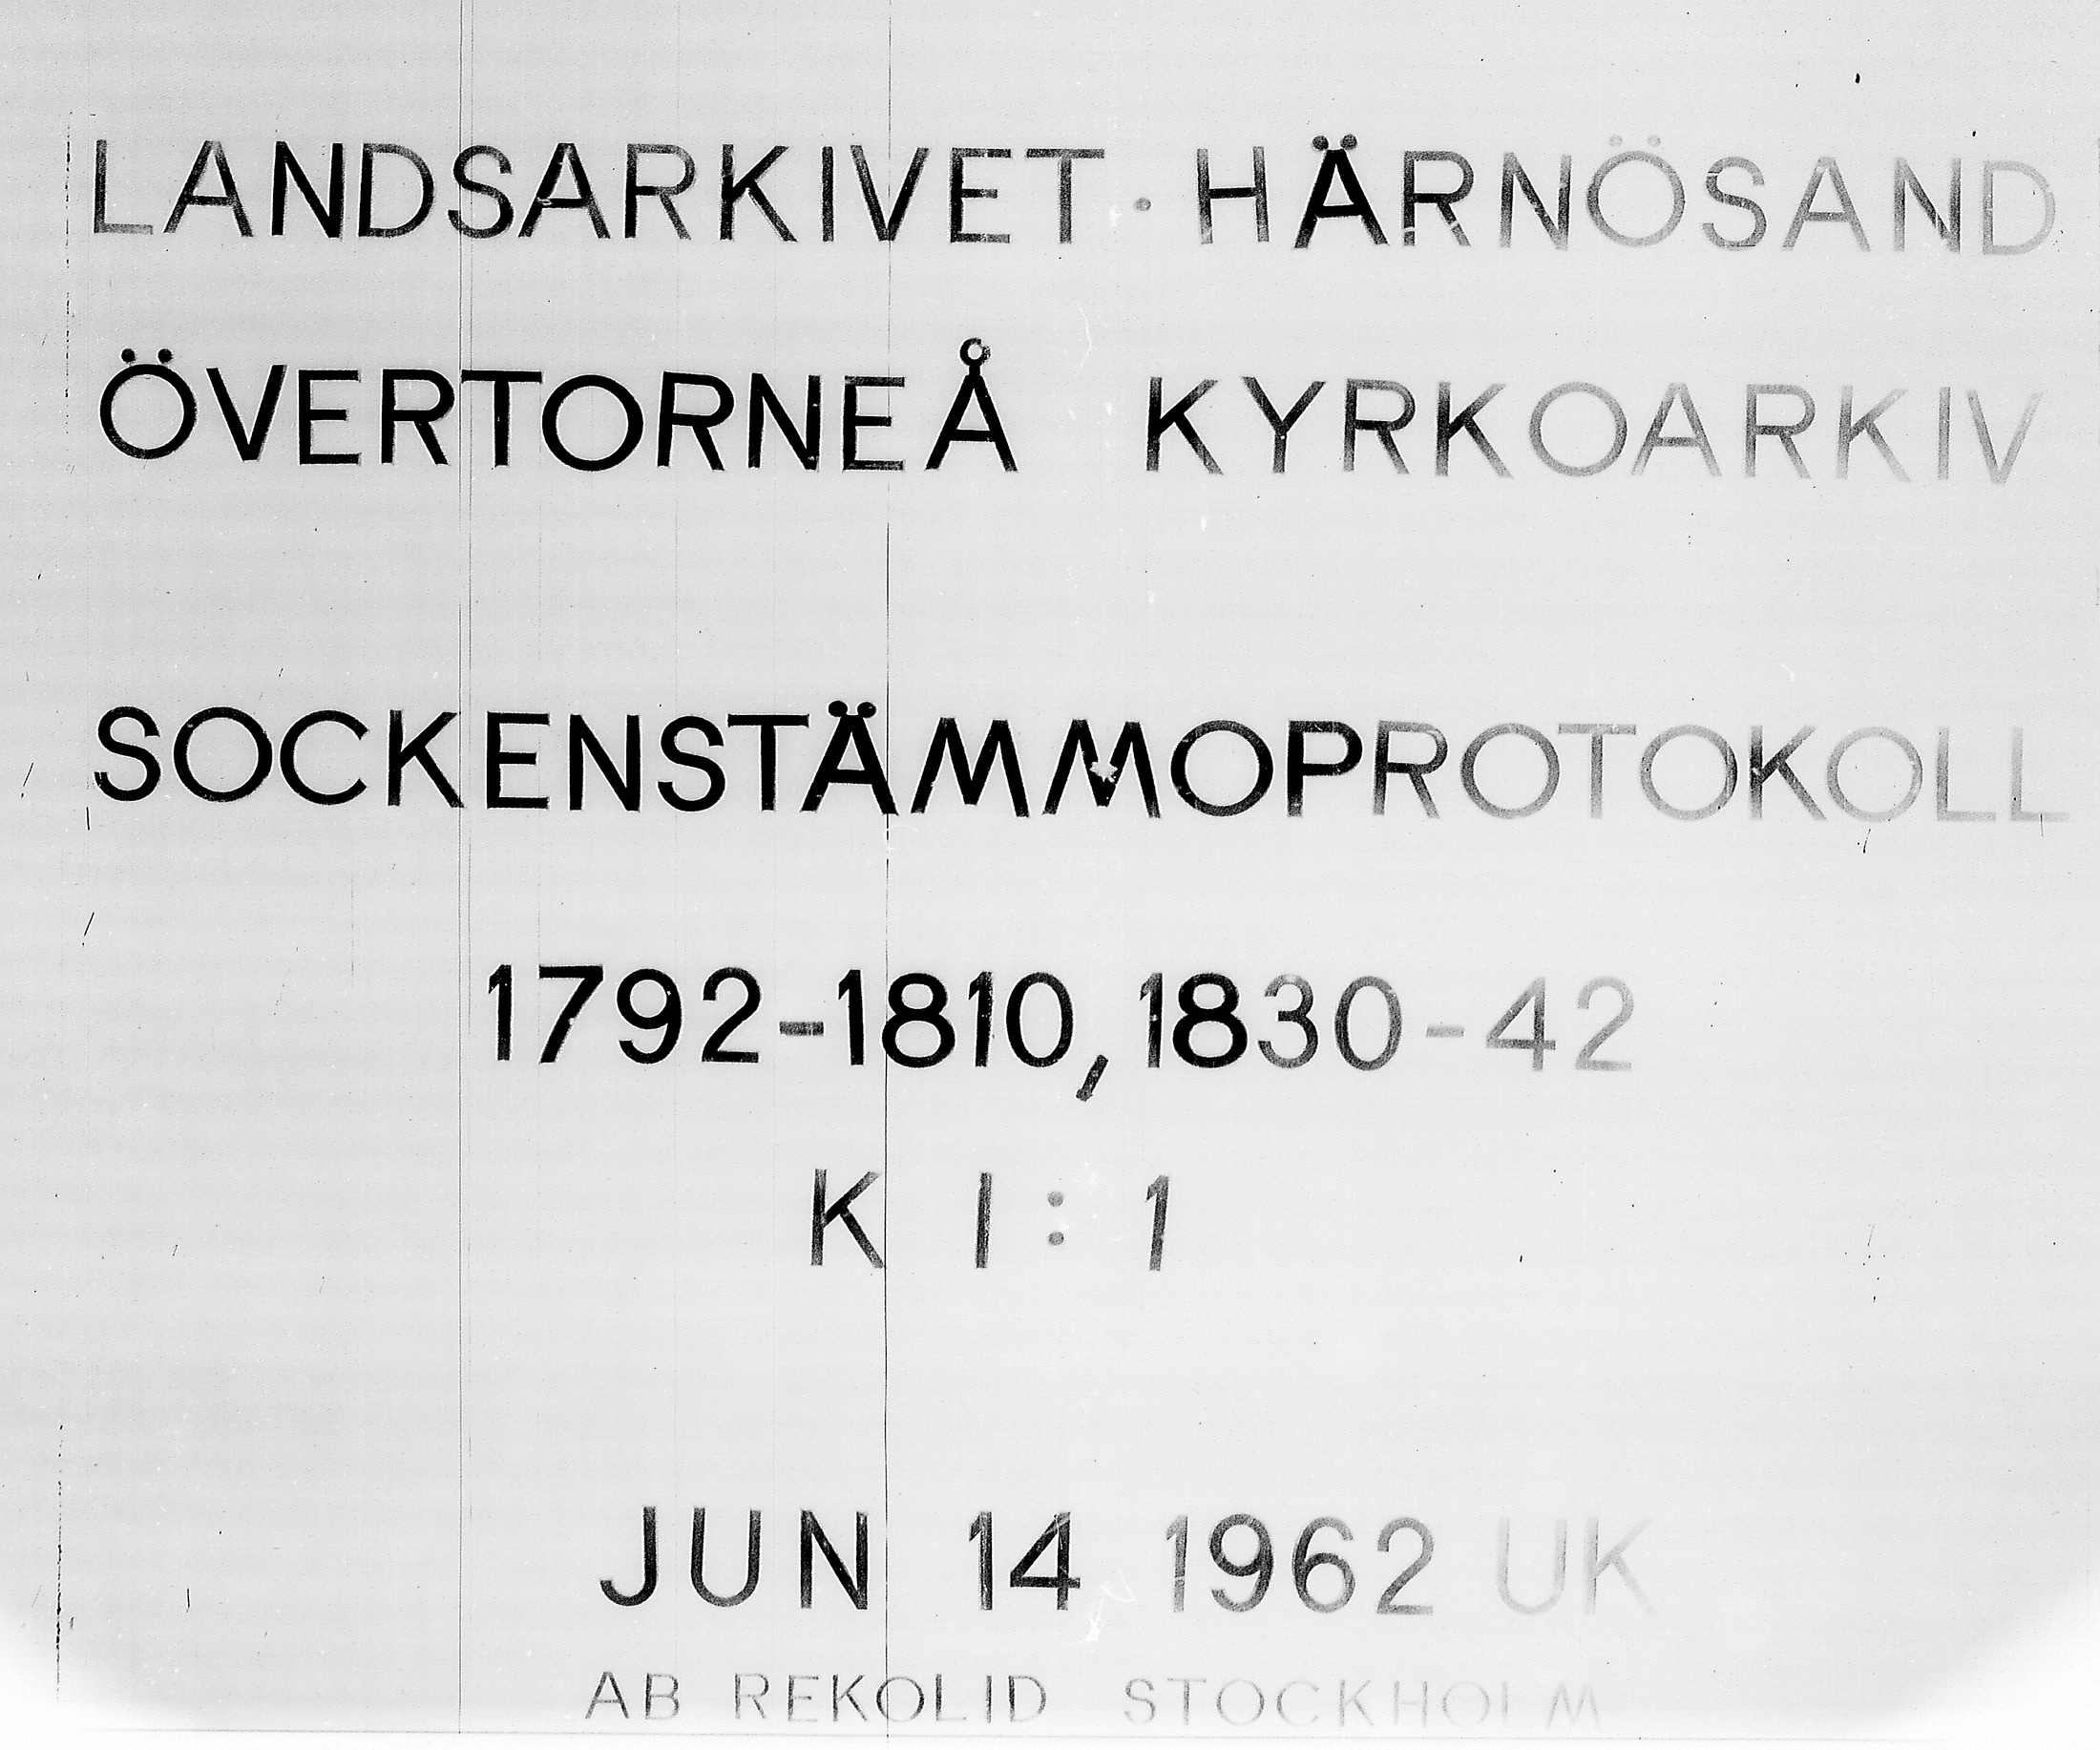 LANDSARKIVET · HÄRNÖSAND
ÖVERTORNEÅ KYRKOARKIV
SOCKENSTÄMMOPROTOKOLL
1792-1810, 1830-42
K I : 1
JUN 14 1962 UK
AB REKOLID STOCKHOLM